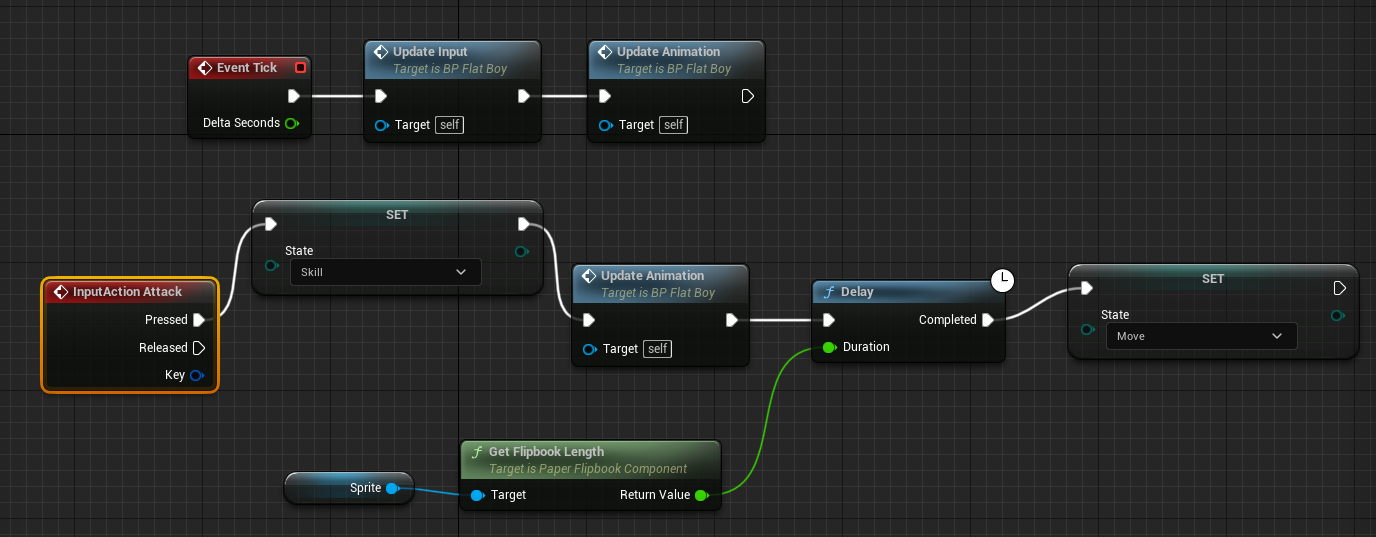 Event Tick
Delta Seconds
Update Input
Target is BP Flat Boy
Target self
Update Animation
Target is BP Flat Boy
Target self
InputAction Attack
Pressed
Released
Key
SET
State
Skill
Update Animation
Target is BP Flat Boy
Target self
f Delay
Completed
Duration
SET
State
Move
Sprite
f Get Flipbook Length
Target is Paper Flipbook Component
Target Return Value